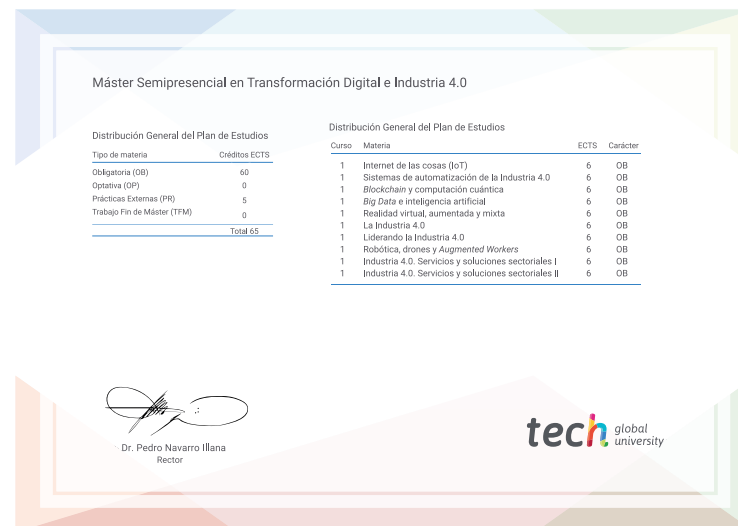 Máster Semipresencial en Transformación Digital e Industria 4.0
Distribución General del Plan de Estudios
Tipo de materia Créditos ECTS
Obligatoria (OB) 60
Optativa (OP) 0
Prácticas Externas (PR) 5
Trabajo Fin de Máster (TFM) 0
Total 65
Distribución General del Plan de Estudios
Curso Materia ECTS Carácter
1 Internet de las cosas (IoT) 6 OB
1 Sistemas de automatización de la Industria 4.0 6 OB
1 Blockchain y computación cuántica 6 OB
1 Big Data e inteligencia artificial 6 OB
1 Realidad virtual, aumentada y mixta 6 OB
1 La Industria 4.0 6 OB
1 Liderando la Industria 4.0 6 OB
1 Robótica, drones y Augmented Workers 6 OB
1 Industria 4.0. Servicios y soluciones sectoriales I 6 OB
1 Industria 4.0. Servicios y soluciones sectoriales II 6 OB
Dr. Pedro Navarro Illana
Rector
tech global
university